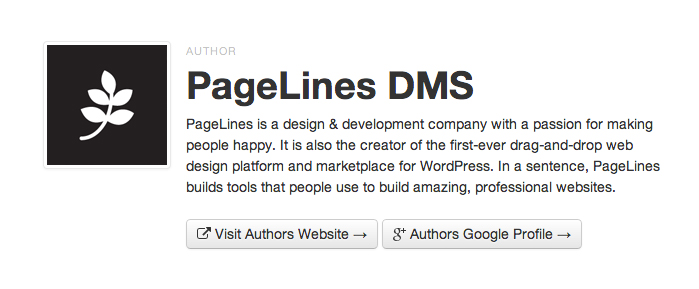 AUTHOR
PageLines DMS
PageLines is a design & development company with a passion for making
people happy. It is also the creator of the first-ever drag-and-drop web
design platform and marketplace for WordPress. In a sentence, PageLines
builds tools that people use to build amazing, professional websites.
Visit Authors Website → g+ Authors Google Profile →